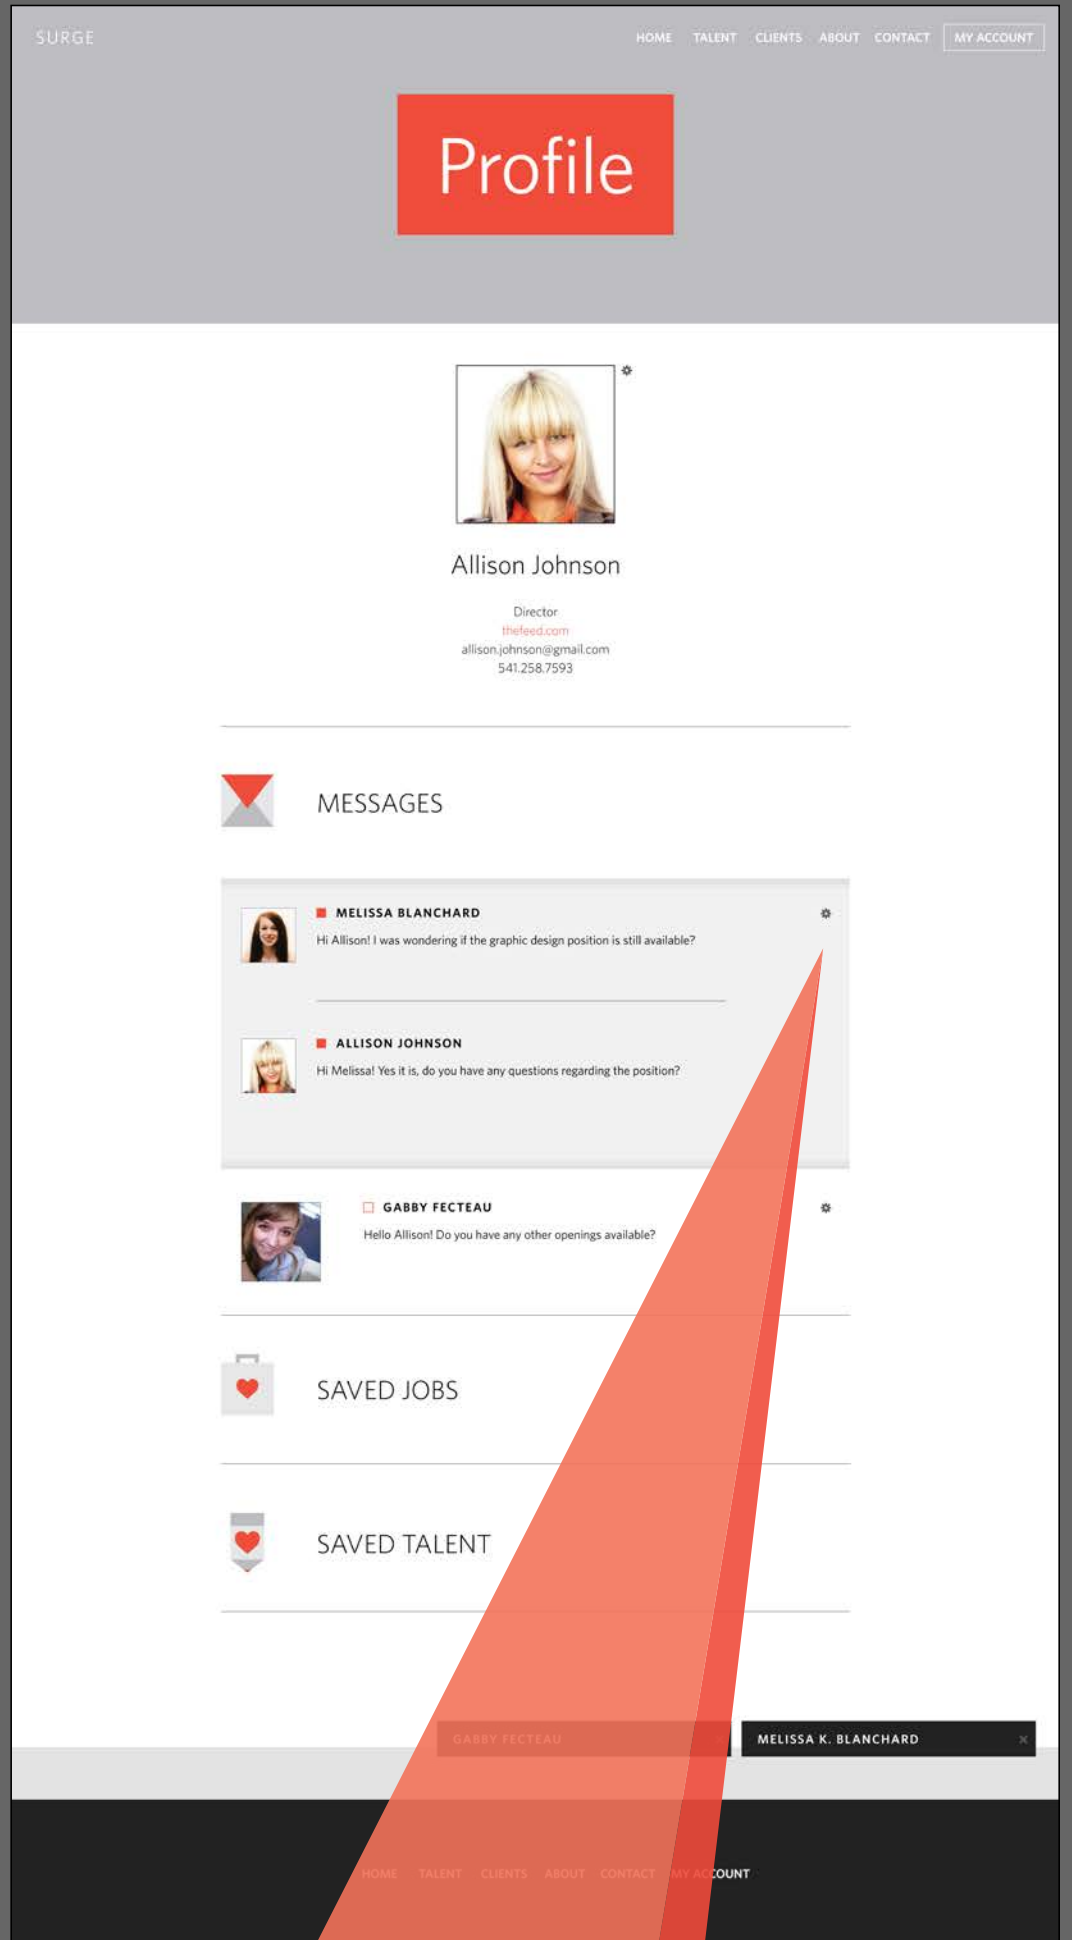 SURGE
HOME TALENT CLIENTS ABOUT CONTACT MY ACCOUNT
Profile
Allison Johnson
Director
thefeed.com
allison.johnson@gmail.com
541.258.7593
MESSAGES
MELISSA BLANCHARD
Hi Allison! I was wondering if the graphic design position is still available?
ALLISON JOHNSON
Hi Melissa! Yes it is, do you have any questions regarding the position?
GABBY FECTEAU
Hello Allison! Do you have any other openings available?
SAVED JOBS
SAVED TALENT
GABBY FECTEAU
MELISSA K. BLANCHARD ×
HOME TALENT CLIENTS ABOUT CONTACT MY ACCOUNT